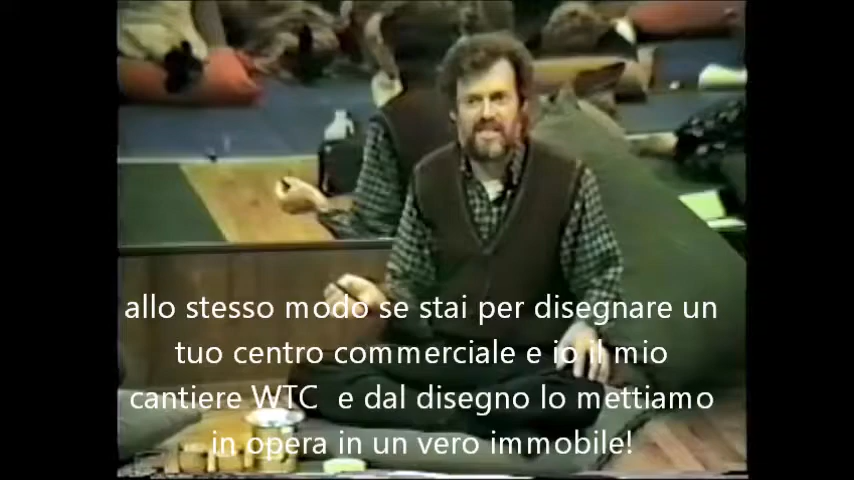 allo stesso modo se stai per disegnare un
tuo centro commerciale e io il mio
cantiere WTC e dal disegno lo mettiamo
in opera in un vero immobile!